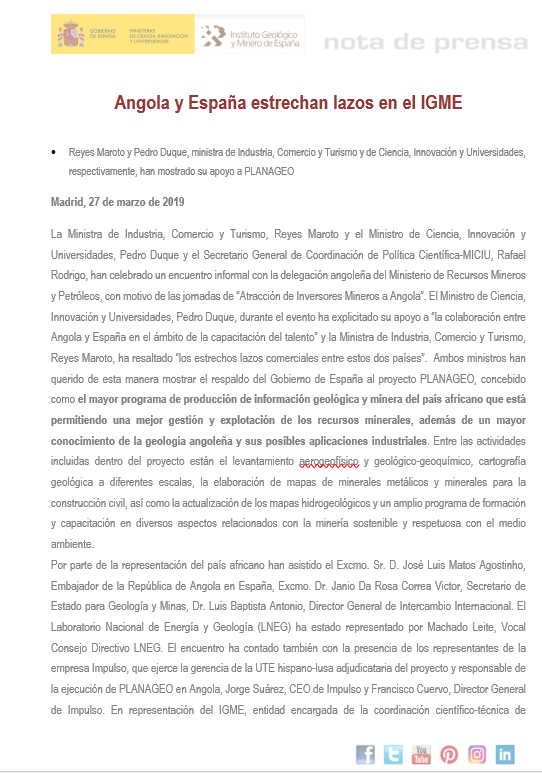 GOBIERNO
DE ESPAÑA
MINISTERIO
DE CIENCIA, INNOVACIÓN
Y UNIVERSIDADES
Instituto Geológico
y Minero de España
nota de prensa
Angola y España estrechan lazos en el IGME
• Reyes Maroto y Pedro Duque, ministra de Industria, Comercio y Turismo y de Ciencia, Innovación y Universidades,
respectivamente, han mostrado su apoyo a PLANAGEO
Madrid, 27 de marzo de 2019
La Ministra de Industria, Comercio y Turismo, Reyes Maroto y el Ministro de Ciencia, Innovación y
Universidades, Pedro Duque y el Secretario General de Coordinación de Política Científica-MICIU, Rafael
Rodrigo, han celebrado un encuentro informal con la delegación angoleña del Ministerio de Recursos Mineros
y Petróleos, con motivo de las jornadas de “Atracción de Inversores Mineros a Angola”. El Ministro de Ciencia,
Innovación y Universidades, Pedro Duque, durante el evento ha explicitado su apoyo a “la colaboración entre
Angola y España en el ámbito de la capacitación del talento” y la Ministra de Industria, Comercio y Turismo,
Reyes Maroto, ha resaltado “los estrechos lazos comerciales entre estos dos países”. Ambos ministros han
querido de esta manera mostrar el respaldo del Gobierno de España al proyecto PLANAGEO, concebido
como el mayor programa de producción de información geológica y minera del país africano que está
permitiendo una mejor gestión y explotación de los recursos minerales, además de un mayor
conocimiento de la geología angoleña y sus posibles aplicaciones industriales. Entre las actividades
incluidas dentro del proyecto están el levantamiento aerogeofísico y geológico-geoquímico, cartografía
geológica a diferentes escalas, la elaboración de mapas de minerales metálicos y minerales para la
construcción civil, así como la actualización de los mapas hidrogeológicos y un amplio programa de formación
y capacitación en diversos aspectos relacionados con la minería sostenible y respetuosa con el medio
ambiente.
Por parte de la representación del país africano han asistido el Excmo. Sr. D. José Luis Matos Agostinho,
Embajador de la República de Angola en España, Excmo. Dr. Janio Da Rosa Correa Victor, Secretario de
Estado para Geología y Minas, Dr. Luis Baptista Antonio, Director General de Intercambio Internacional. El
Laboratorio Nacional de Energía y Geología (LNEG) ha estado representado por Machado Leite, Vocal
Consejo Directivo LNEG. El encuentro ha contado también con la presencia de los representantes de la
empresa Impulso, que ejerce la gerencia de la UTE hispano-lusa adjudicataria del proyecto y responsable de
la ejecución de PLANAGEO en Angola, Jorge Suárez, CEO de Impulso y Francisco Cuervo, Director General
de Impulso. En representación del IGME, entidad encargada de la coordinación científico-técnica de
You
Tube